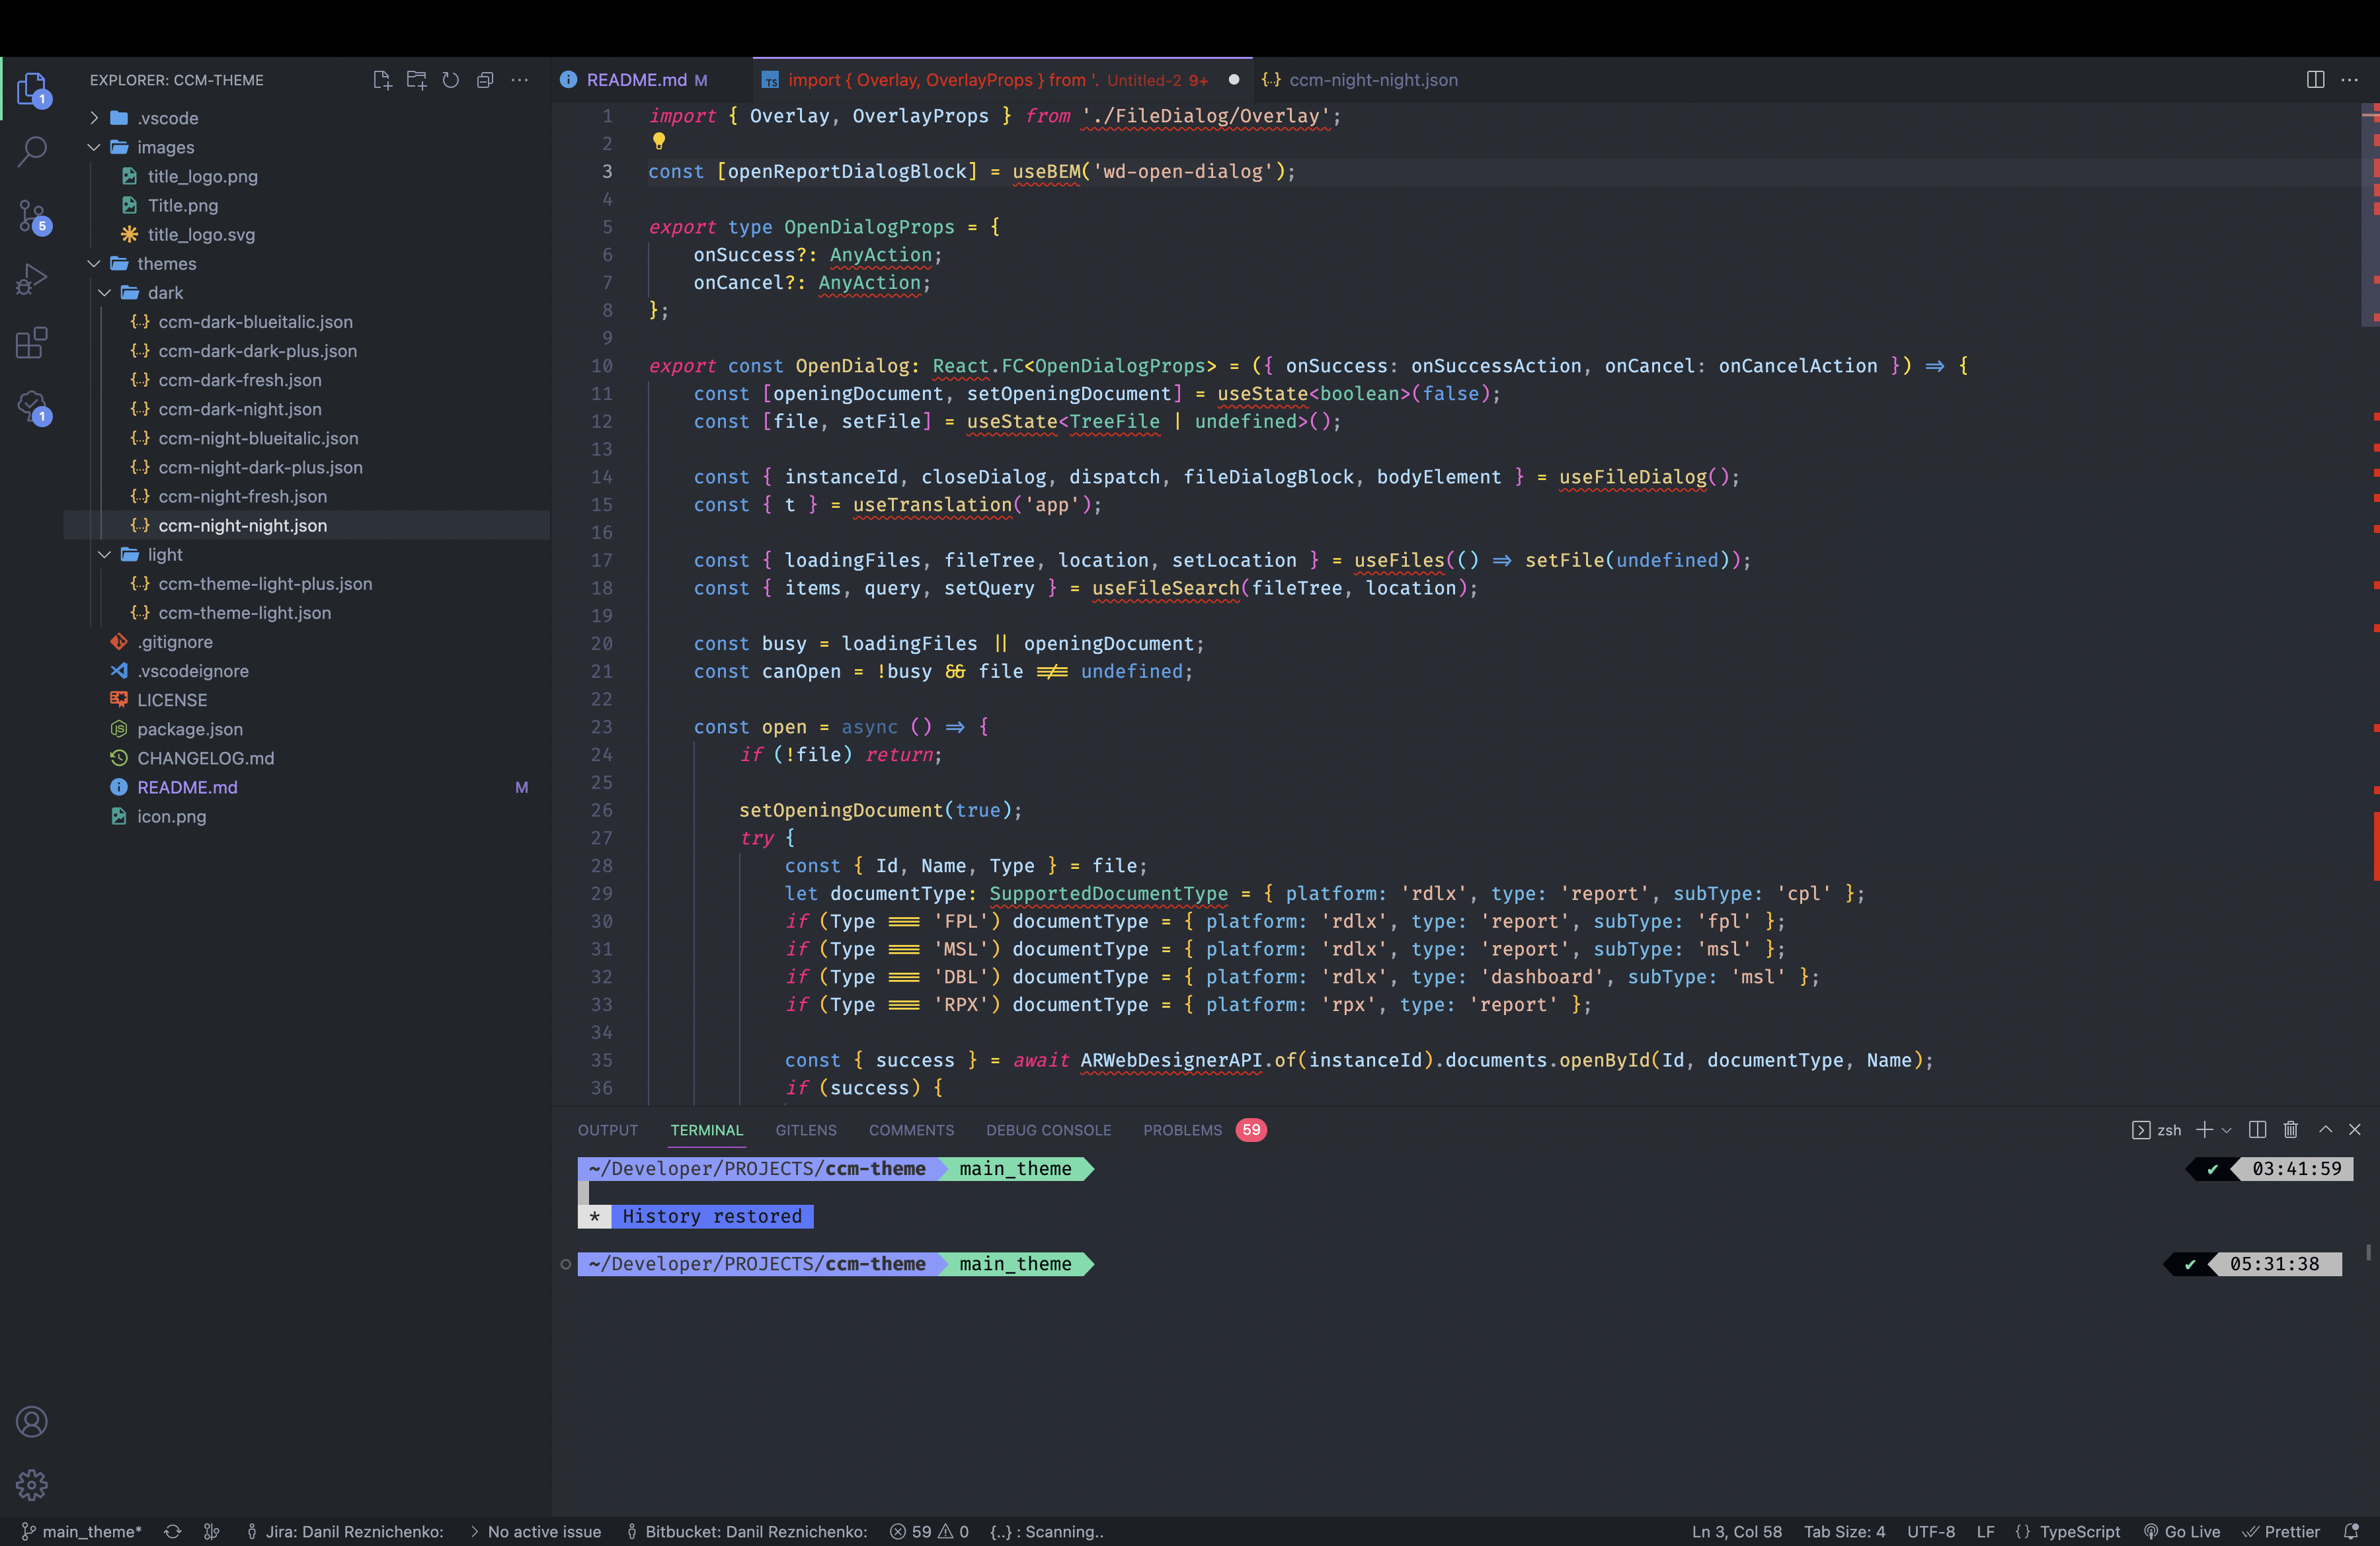 EXPLORER: CCM-THEME
.vscode
images
title_logo.png
Title.png
title_logo.svg
themes
dark
{..} ccm-dark-blueitalic.json
{..} ccm-dark-dark-plus.json
{..} ccm-dark-fresh.json
{..} ccm-dark-night.json
{..} ccm-night-blueitalic.json
{..} ccm-night-dark-plus.json
{..} ccm-night-fresh.json
{..} ccm-night-night.json
light
{..} ccm-theme-light-plus.json
{..} ccm-theme-light.json
.gitignore
.vscodeignore
LICENSE
JS package.json
CHANGELOG.md
README.md M
icon.png
1
5
1
README.md M
TS import { Overlay, OverlayProps } from '. Untitled-2 9+
{..} ccm-night-night.json
1 import { Overlay, OverlayProps } from './FileDialog/Overlay';
2
3 const [openReportDialogBlock] = useBEM('wd-open-dialog');
4
5 export type OpenDialogProps = {
6 onSuccess?: AnyAction;
7 onCancel?: AnyAction;
8 };
9
10 export const OpenDialog: React.FC<OpenDialogProps> = ({ onSuccess: onSuccessAction, onCancel: onCancelAction }) => {
11 const [openingDocument, setOpeningDocument] = useState<boolean>(false);
12 const [file, setFile] = useState<TreeFile | undefined>();
13
14 const { instanceId, closeDialog, dispatch, fileDialogBlock, bodyElement } = useFileDialog();
15 const { t } = useTranslation('app');
16
17 const { loadingFiles, fileTree, location, setLocation } = useFiles(() => setFile(undefined));
18 const { items, query, setQuery } = useFileSearch(fileTree, location);
19
20 const busy = loadingFiles || openingDocument;
21 const canOpen = !busy && file !== undefined;
22
23 const open = async () => {
24 if (!file) return;
25
26 setOpeningDocument(true);
27 try {
28 const { Id, Name, Type } = file;
29 let documentType: SupportedDocumentType = { platform: 'rdlx', type: 'report', subType: 'cpl' };
30 if (Type === 'FPL') documentType = { platform: 'rdlx', type: 'report', subType: 'fpl' };
31 if (Type === 'MSL') documentType = { platform: 'rdlx', type: 'report', subType: 'msl' };
32 if (Type === 'DBL') documentType = { platform: 'rdlx', type: 'dashboard', subType: 'msl' };
33 if (Type === 'RPX') documentType = { platform: 'rpx', type: 'report' };
34
35 const { success } = await ARWebDesignerAPI.of(instanceId).documents.openById(Id, documentType, Name);
36 if (success) {
OUTPUT TERMINAL GITLENS COMMENTS DEBUG CONSOLE PROBLEMS 59 zsh
~/Developer/PROJECTS/ccm-theme main_theme ✔ 03:41:59
* History restored
~/Developer/PROJECTS/ccm-theme main_theme ✔ 05:31:38
main_theme* Jira: Danil Reznichenko: > No active issue Bitbucket: Danil Reznichenko: 59 0 {..} : Scanning.. Ln 3, Col 58 Tab Size: 4 UTF-8 LF {} TypeScript Go Live Prettier